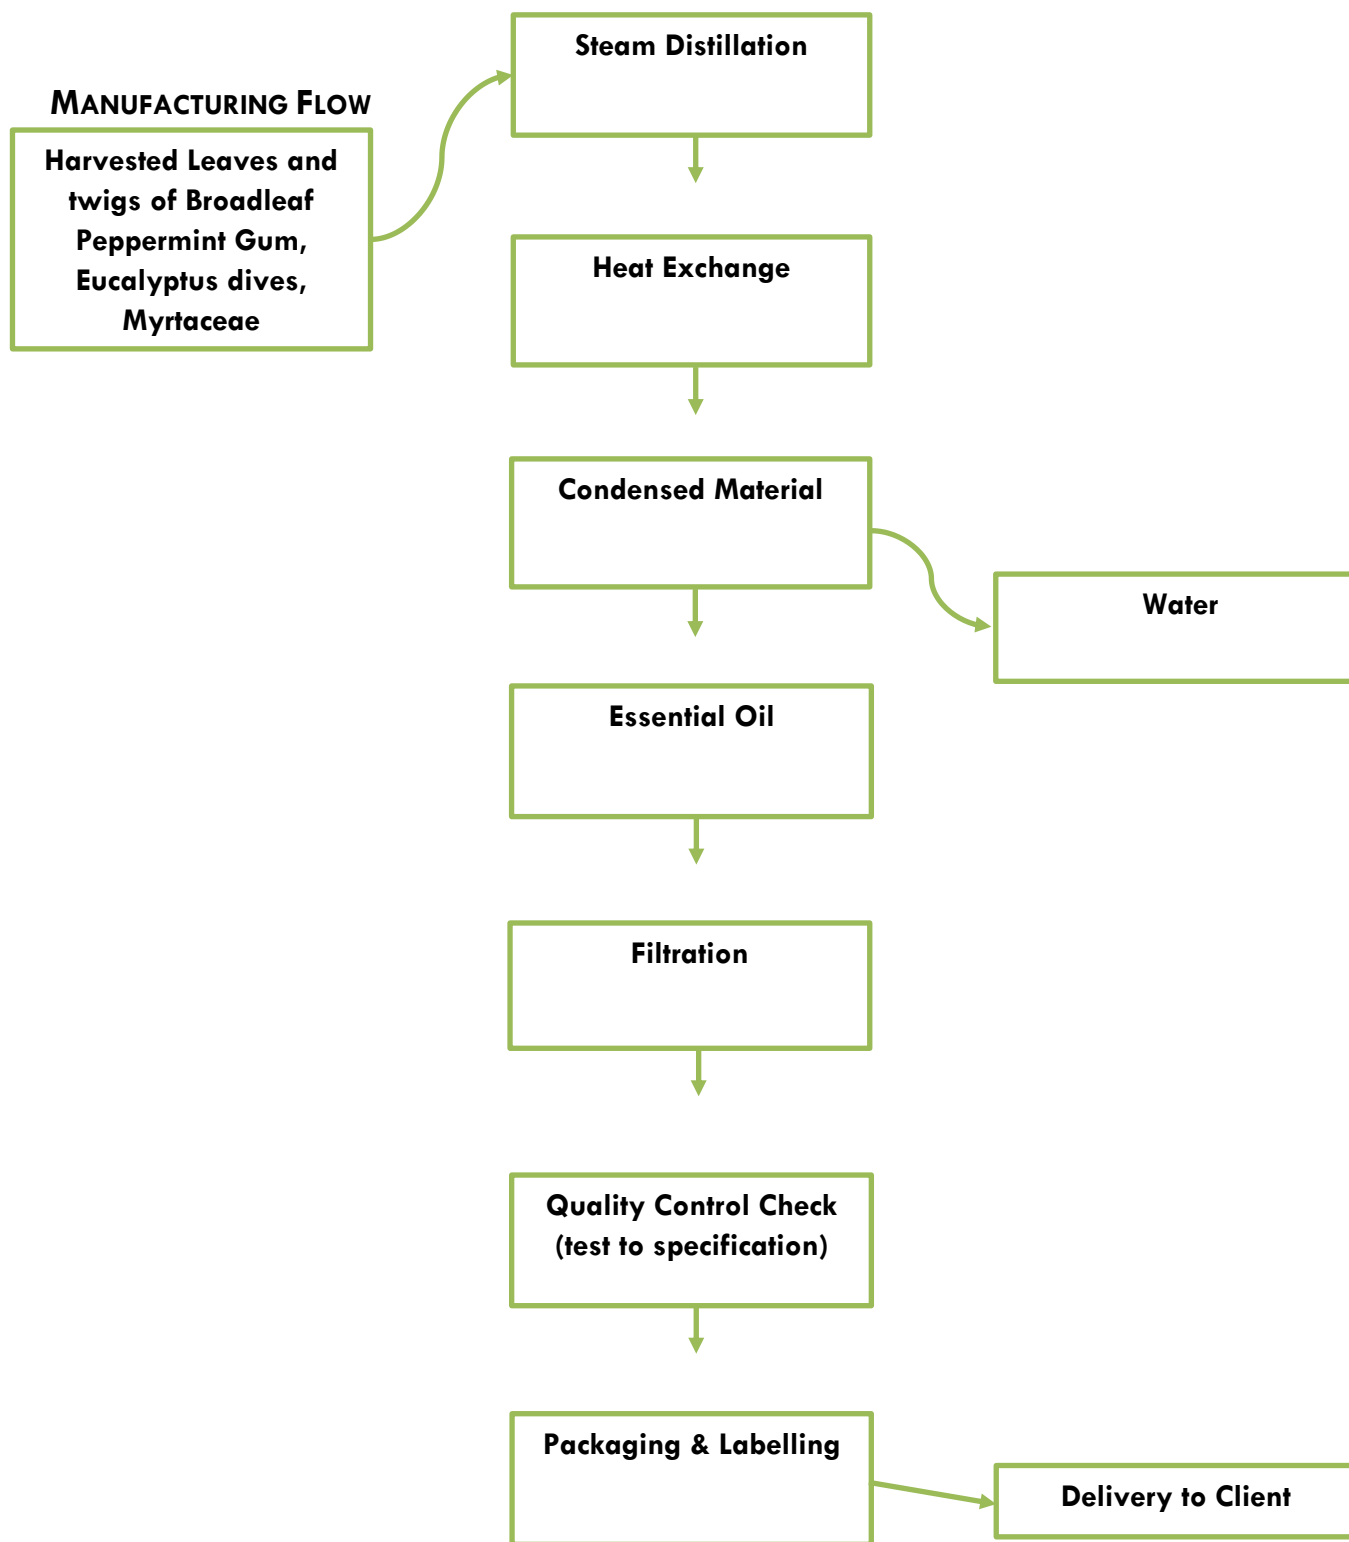 MANUFACTURING FLOW
Harvested Leaves and
twigs of Broadleaf
Peppermint Gum,
Eucalyptus dives,
Myrtaceae
Steam Distillation
Heat Exchange
Condensed Material
Water
Essential Oil
Filtration
Quality Control Check
(test to specification)
Packaging & Labelling
Delivery to Client